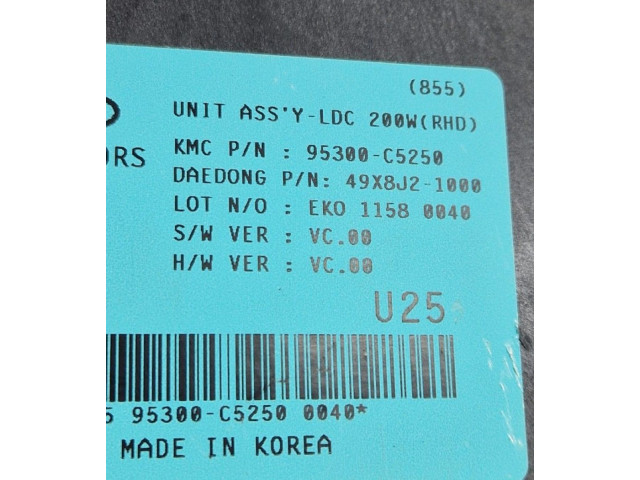 (855)
UNIT ASS'Y-LDC 200W(RHD)
ORS
KMC P/N : 95300-C5250
DAEDONG P/N: 49X8J2-1000
LOT N/O : EKO 1158 0040
S/W VER : VC.00
H/W VER : VC.00
U25
5 95300-C5250 0040*
MADE IN KOREA